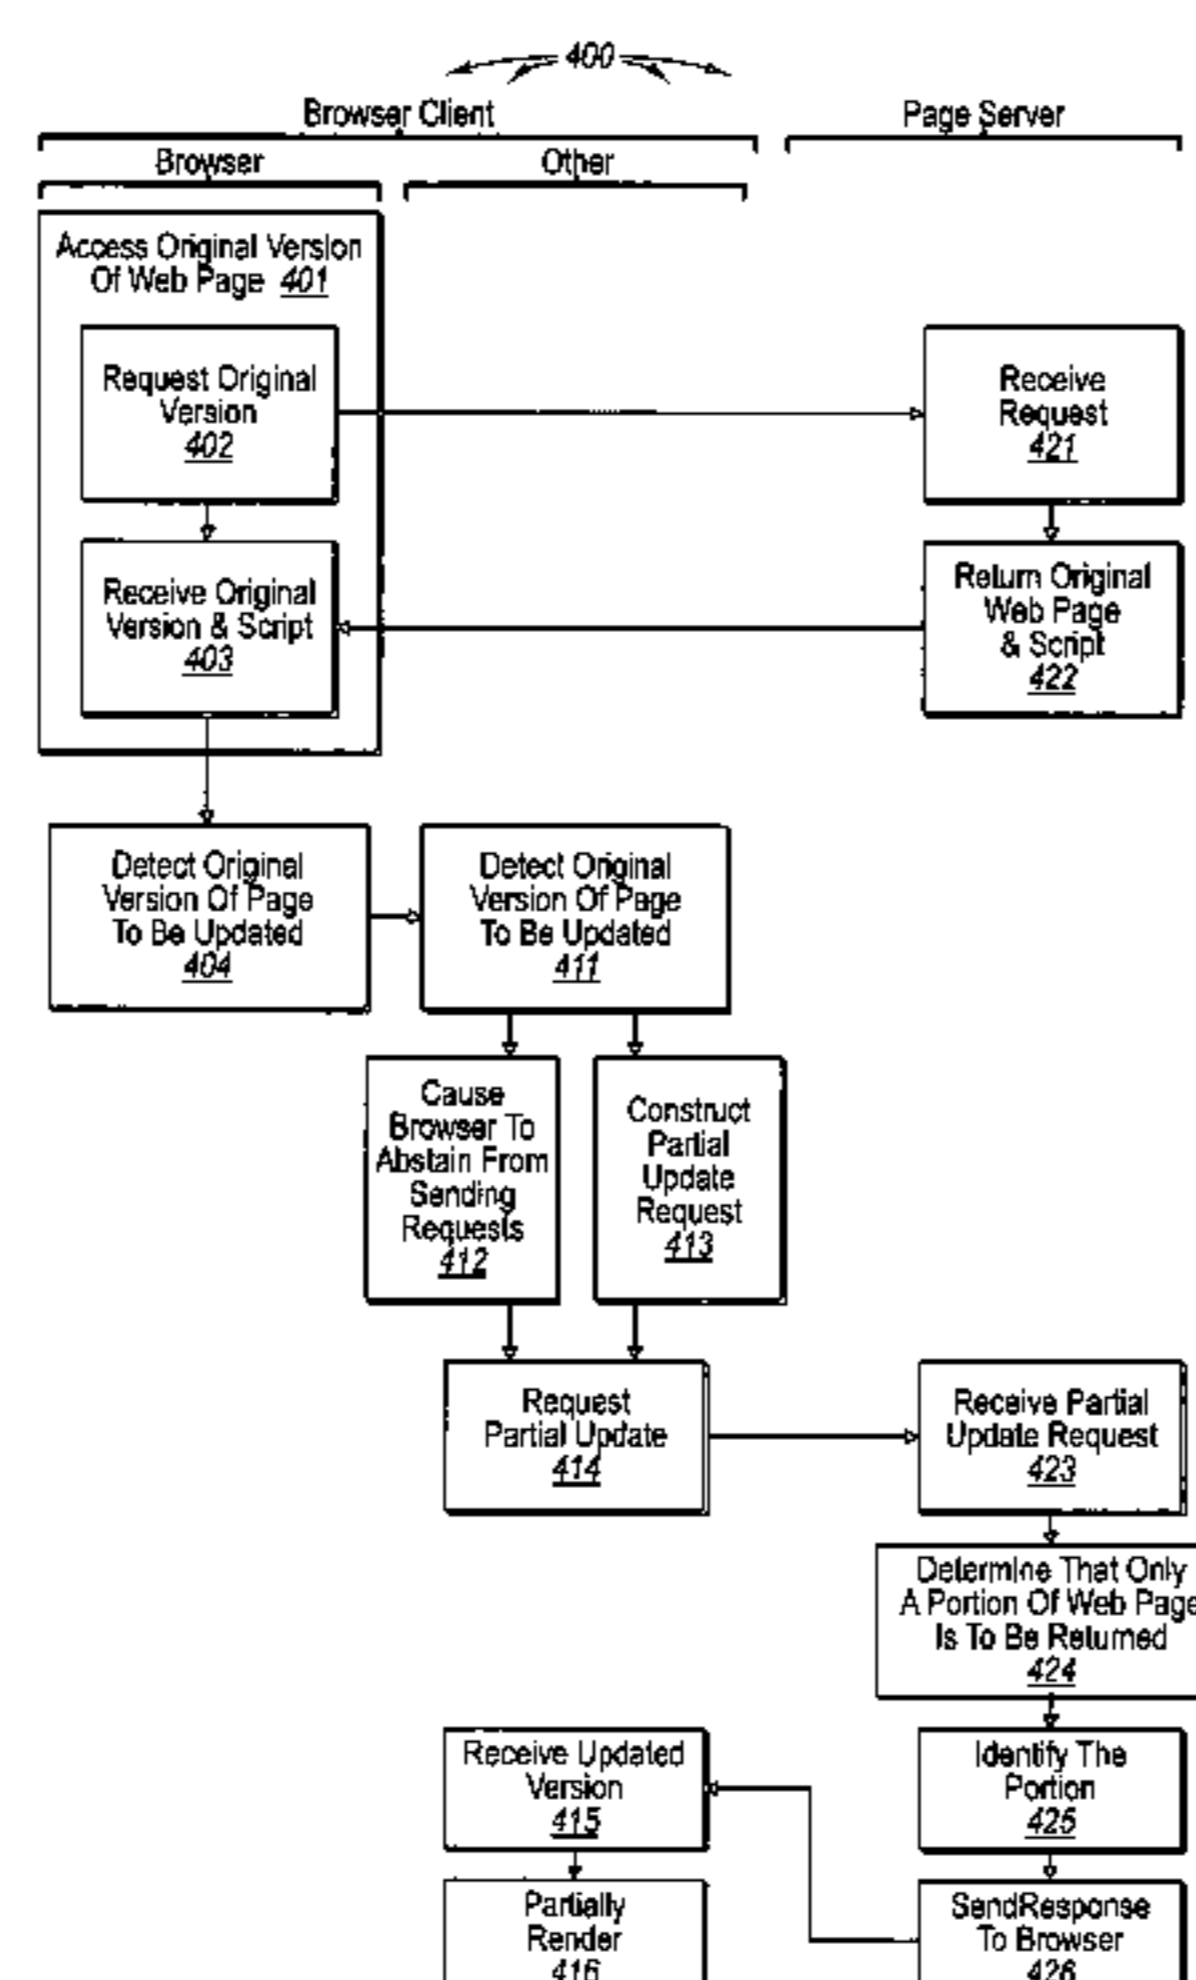 400
Browser Client
Page Server
Browser
Other
Access Original Version
Of Web Page 401
Request Original
Version
402
Receive
Request
421
Receive Original
Version & Script
403
Return Original
Web Page
& Script
422
Detect Original
Version Of Page
To Be Updated
404
Detect Original
Version Of Page
To Be Updated
411
Cause
Browser To
Abstain From
Sending
Requests
412
Construct
Partial
Update
Request
413
Request
Partial Update
414
Receive Partial
Update Request
423
Determine That Only
A Portion Of Web Page
Is To Be Returned
424
Receive Updated
Version
415
Identify The
Portion
425
Partially
Render
416
SendResponse
To Browser
426